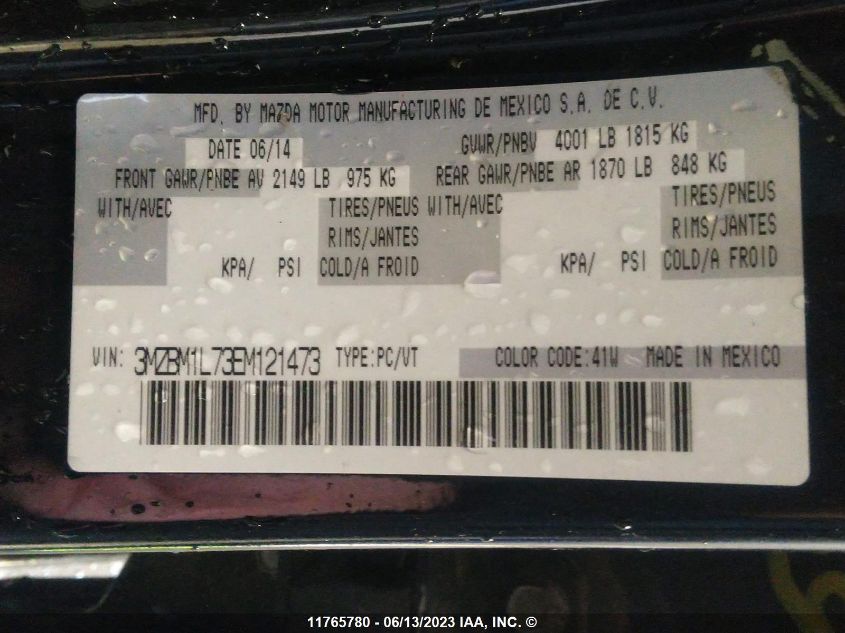 MFD. BY MAZDA MOTOR MANUFACTURING DE MEXICO S.A. DE C.V.
DATE 06/14 GVWR/PNBV 4001 LB 1815 KG
FRONT GAWR/PNBE AV 2149 LB 975 KG REAR GAWR/PNBE AR 1870 LB 848 KG
WITH/AVEC TIRES/PNEUS WITH/AVEC TIRES/PNEUS
RIMS/JANTES RIMS/JANTES
KPA/ PSI COLD/A FROID KPA/ PSI COLD/A FROID
VIN: 3MZBM1L73EM121473 TYPE:PC/VT COLOR CODE:41W MADE IN MEXICO
11765780 - 06/13/2023 IAA, INC. ©